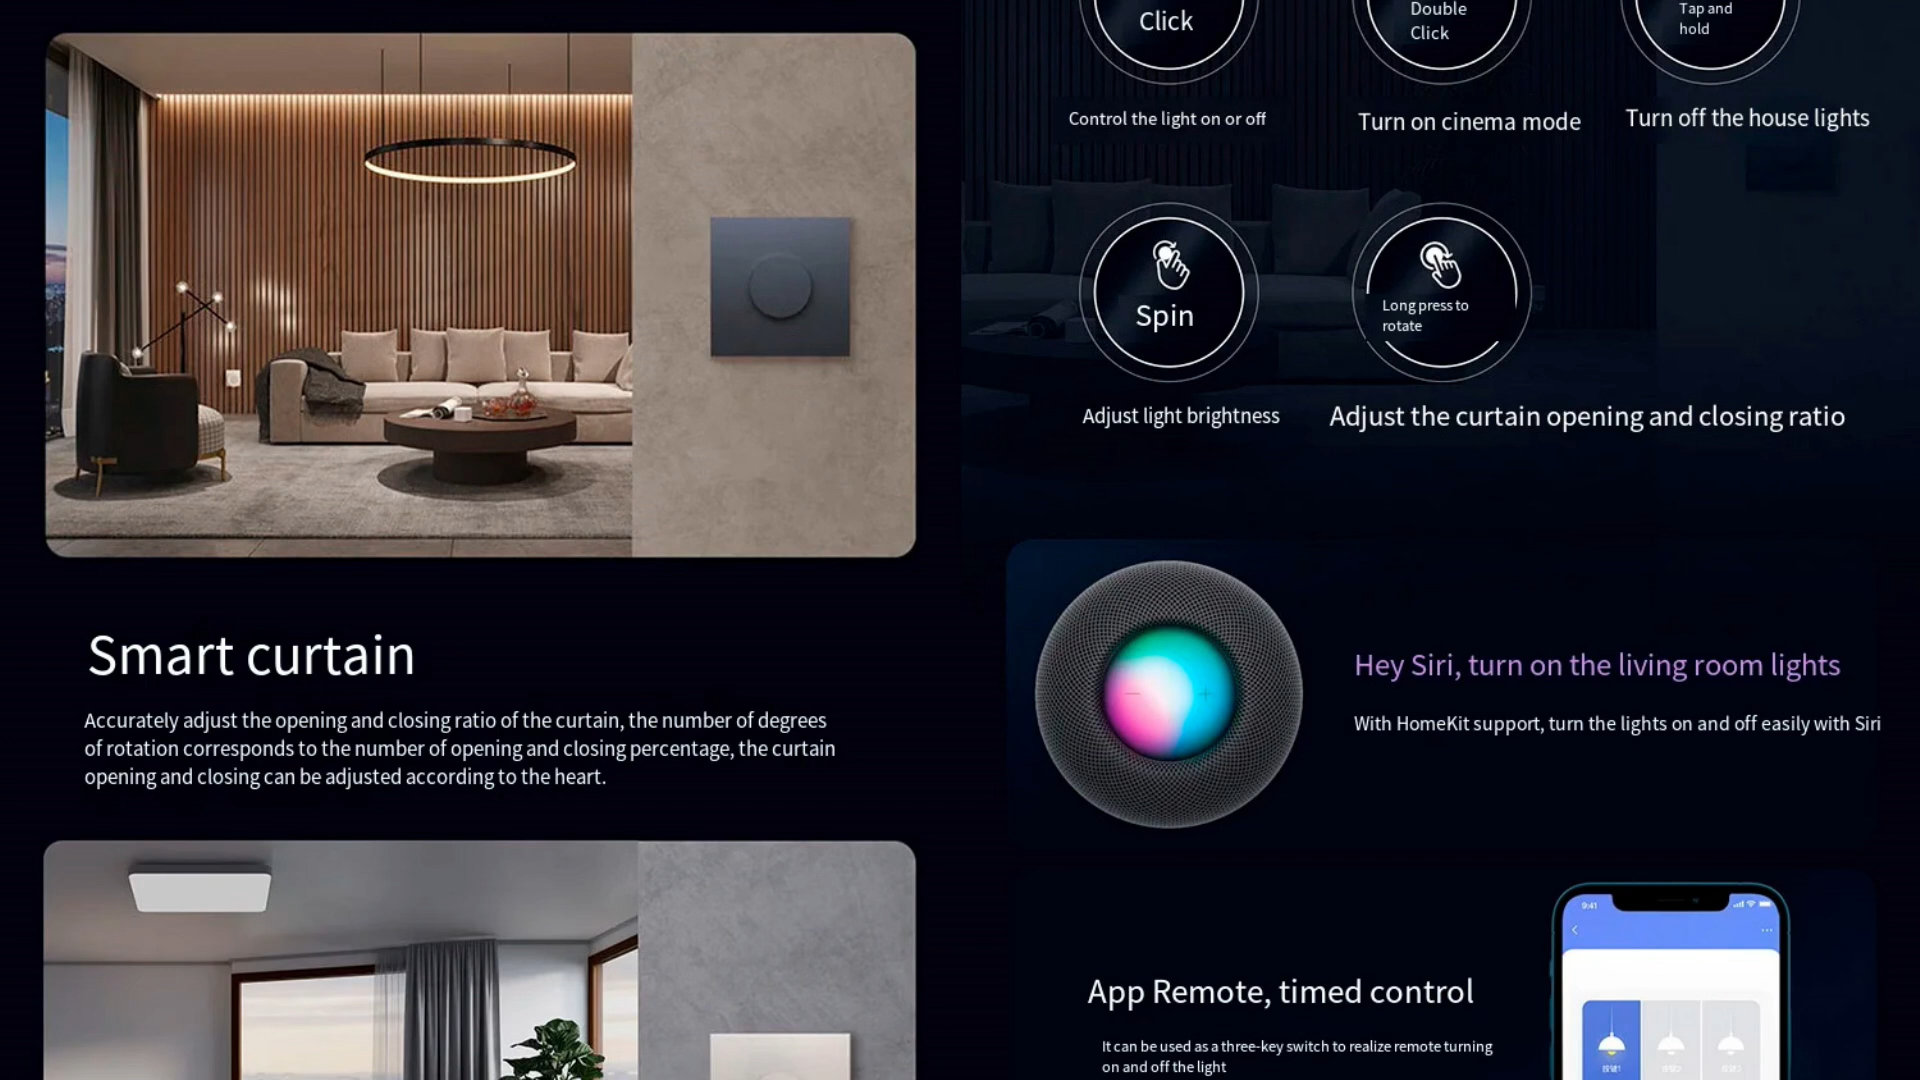 Smart curtain
Accurately adjust the opening and closing ratio of the curtain, the number of degrees
of rotation corresponds to the number of opening and closing percentage, the curtain
opening and closing can be adjusted according to the heart.
Click
Double
Click
Tap and
hold
Control the light on or off
Turn on cinema mode
Turn off the house lights
Spin
Long press to
rotate
Adjust light brightness
Adjust the curtain opening and closing ratio
Hey Siri, turn on the living room lights
With HomeKit support, turn the lights on and off easily with Siri
App Remote, timed control
It can be used as a three-key switch to realize remote turning
on and off the light
9:41